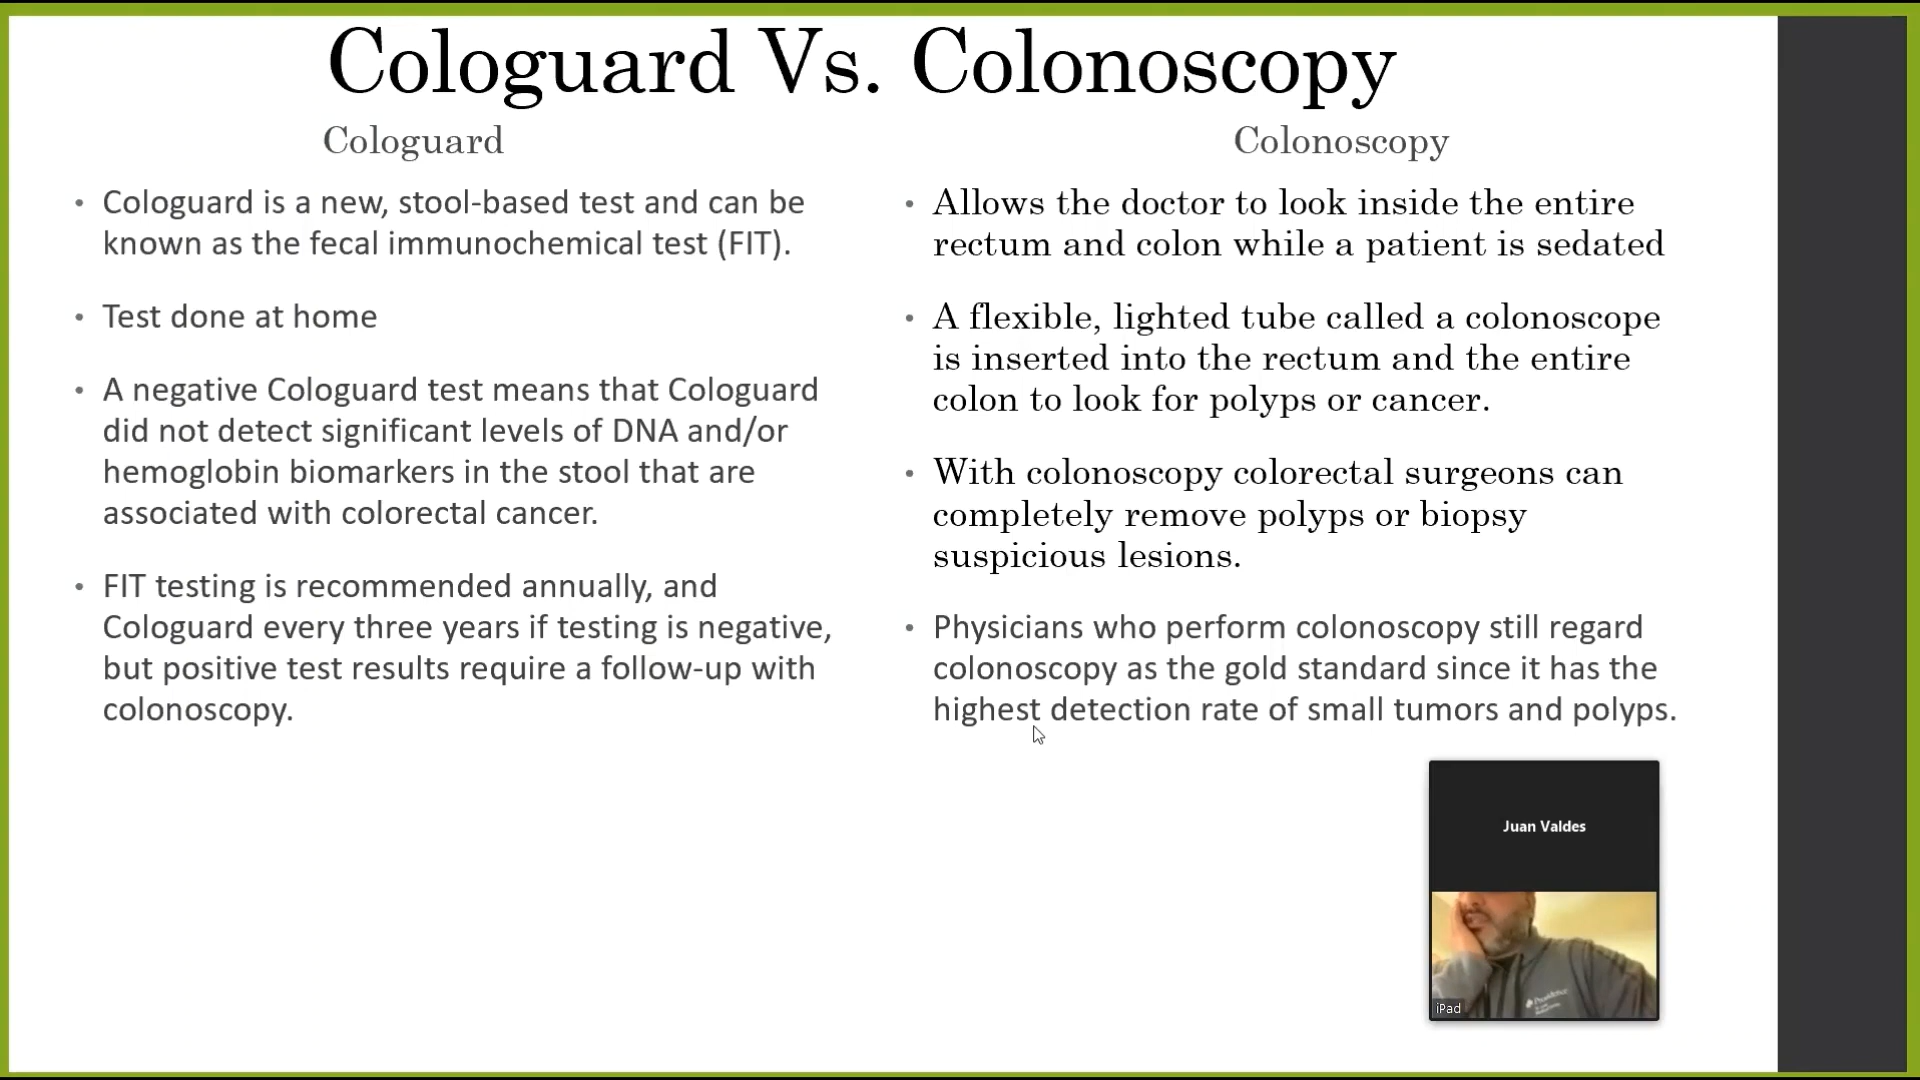 Cologuard Vs. Colonoscopy
Cologuard
• Cologuard is a new, stool-based test and can be
known as the fecal immunochemical test (FIT).
• Test done at home
• A negative Cologuard test means that Cologuard
did not detect significant levels of DNA and/or
hemoglobin biomarkers in the stool that are
associated with colorectal cancer.
• FIT testing is recommended annually, and
Cologuard every three years if testing is negative,
but positive test results require a follow-up with
colonoscopy.
Colonoscopy
• Allows the doctor to look inside the entire
rectum and colon while a patient is sedated
• A flexible, lighted tube called a colonoscope
is inserted into the rectum and the entire
colon to look for polyps or cancer.
• With colonoscopy colorectal surgeons can
completely remove polyps or biopsy
suspicious lesions.
• Physicians who perform colonoscopy still regard
colonoscopy as the gold standard since it has the
highest detection rate of small tumors and polyps.
Juan Valdes
Providence
iPad